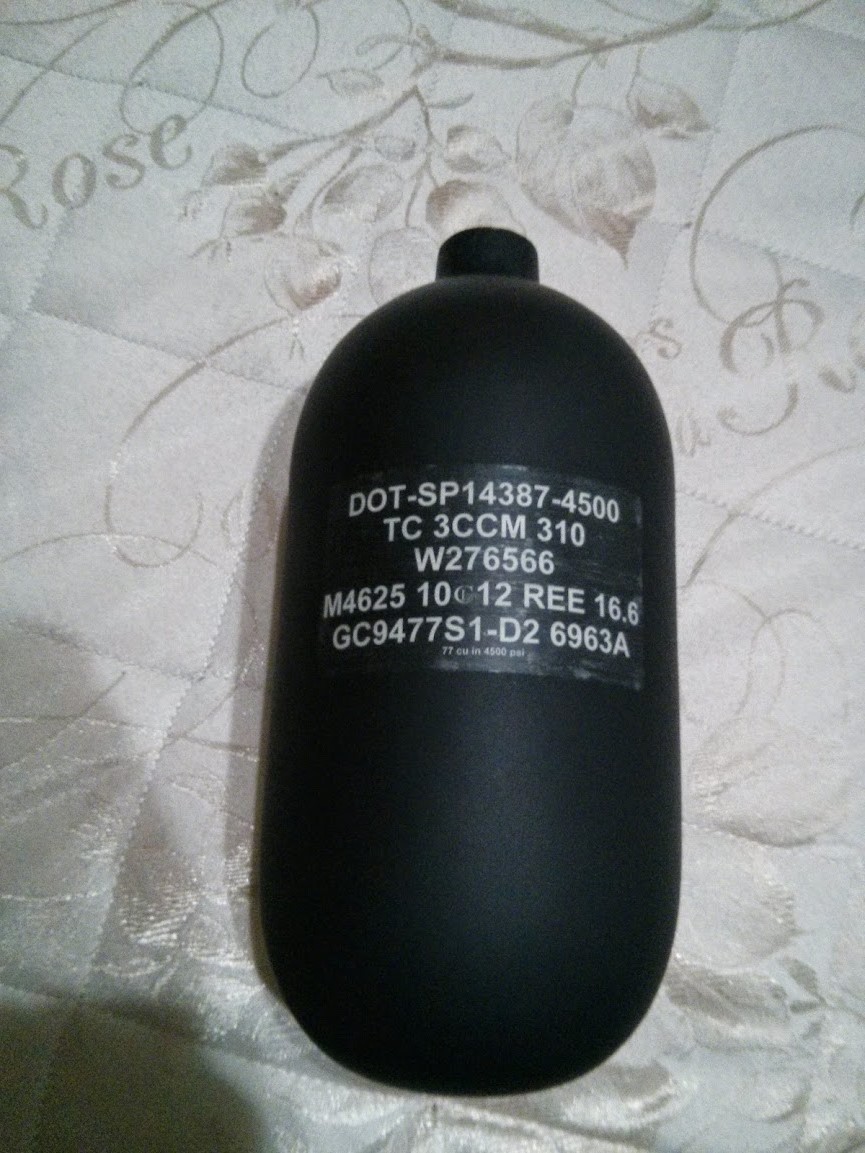 Rose
DOT-SP14387-4500
TC 3CCM 310
W276566
M4625 10 12 REE 16.6
GC9477S1-D2 6963A
77 cu in 4500 psi